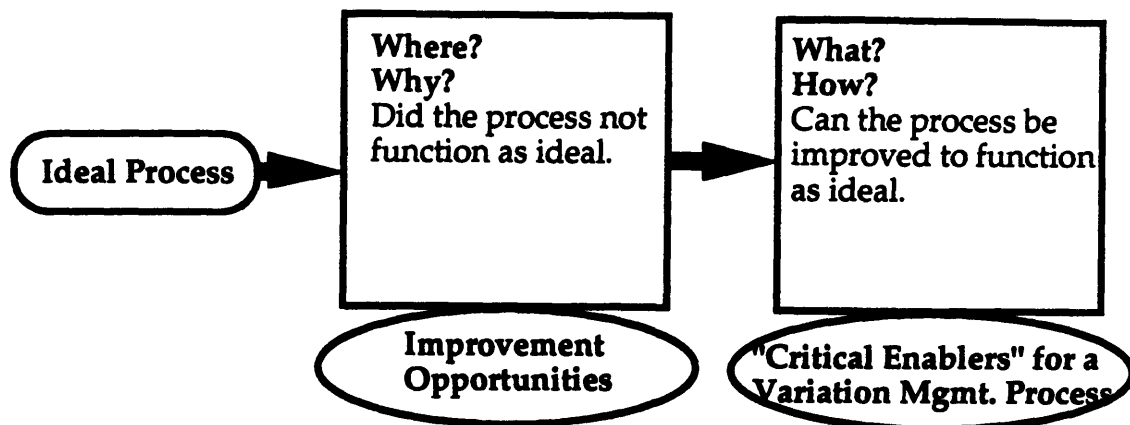 Ideal Process
Where?
Why?
Did the process not
function as ideal.
Improvement
Opportunities
What?
How?
Can the process be
improved to function
as ideal.
"Critical Enablers" for a
Variation Mgmt. Process